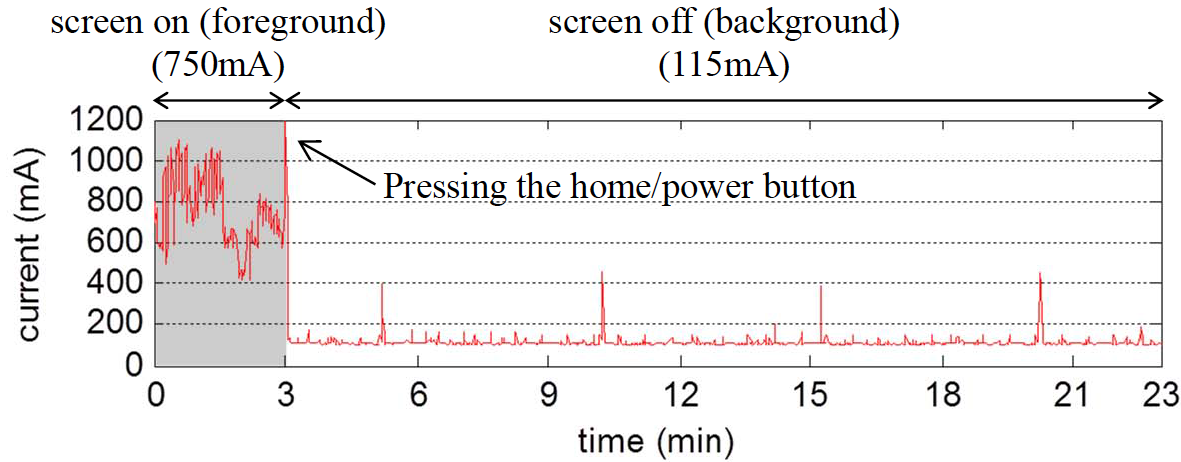 screen on (foreground)
(750mA)
screen off (background)
(115mA)
1200
1000
800
600
400
200
0
current (mA)
Pressing the home/power button
0 3 6 9 12 15 18 21 23
time (min)